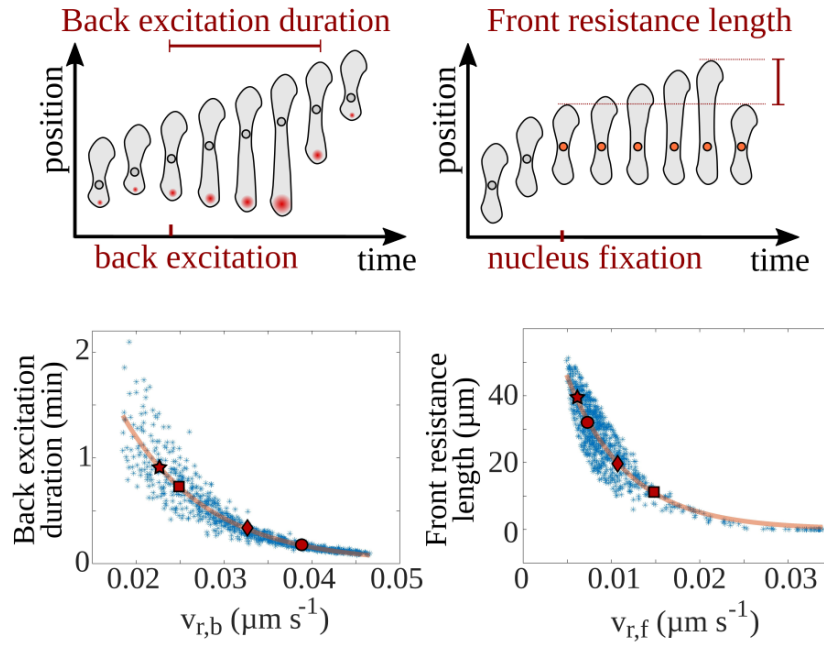 Back excitation duration
position
back excitation
time
Front resistance length
position
nucleus fixation
time
Back excitation
duration (min)
2
1
0
0.02 0.03 0.04 0.05
v_{r,b} (µm s^{-1})
Front resistance
length (µm)
40
20
0
0 0.01 0.02 0.03
v_{r,f} (µm s^{-1})